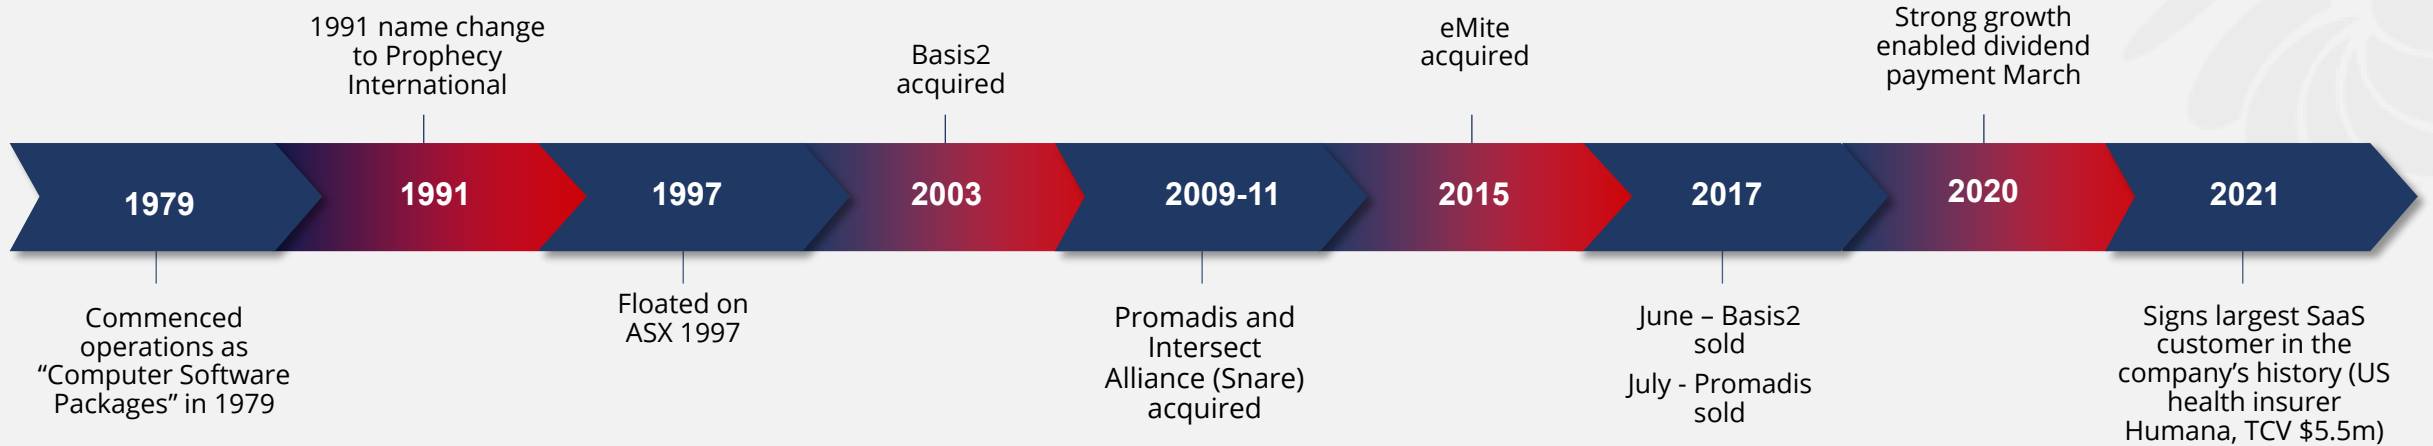 1991 name change
to Prophecy
International
Basis2
acquired
eMite
acquired
Strong growth
enabled dividend
payment March
1979
1991
1997
2003
2009-11
2015
2017
2020
2021
Commenced
operations as
“Computer Software
Packages” in 1979
Floated on
ASX 1997
Promadis and
Intersect
Alliance (Snare)
acquired
June – Basis2
sold
July - Promadis
sold
Signs largest SaaS
customer in the
company’s history (US
health insurer
Humana, TCV $5.5m)